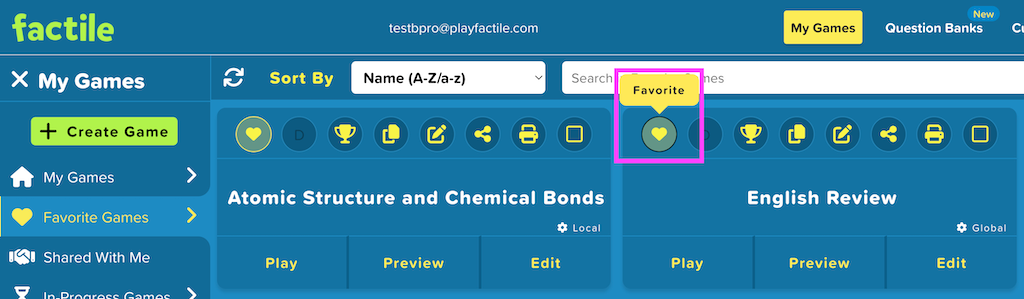 factile
testbpro@playfactile.com
My Games
Question Banks
New
My Games
Sort By
Name (A-Z/a-z)
Search
Games
Favorite
Create Game
D
My Games
Favorite Games
Shared With Me
In-Progress Games
Atomic Structure and Chemical Bonds
Local
Play
Preview
Edit
English Review
Global
Play
Preview
Edit